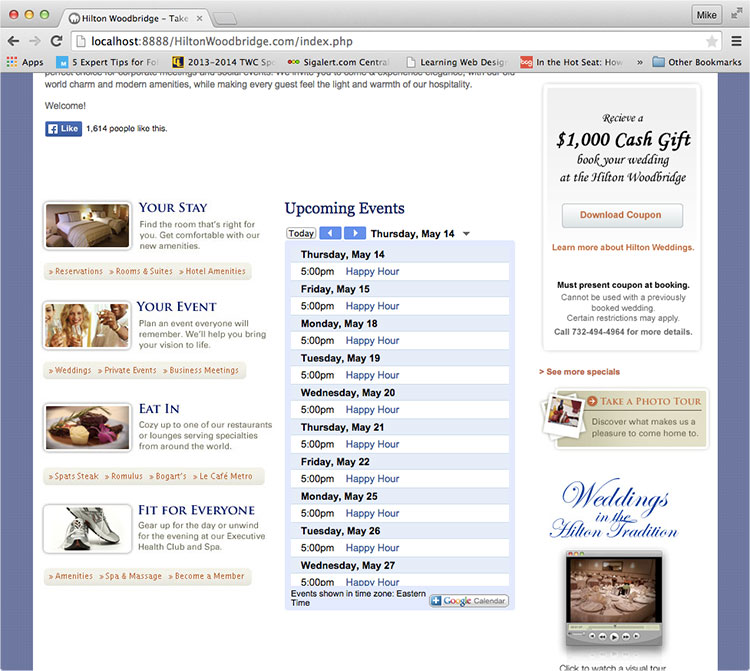 Hilton Woodbridge - Take
Mike
localhost:8888/HiltonWoodbridge.com/index.php
Apps
5 Expert Tips for Fol
2013-2014 TWC Spo
Sigalert.com Central
Learning Web Design
In the Hot Seat: How
»
Other Bookmarks
world charm and modern amenities, while making every guest feel the light and warmth of our hospitality.
Welcome!
Like
1,614 people like this.
Your Stay
Find the room that's right for
you. Get comfortable with our
new amenities.
» Reservations » Rooms & Suites » Hotel Amenities
Your Event
Plan an event everyone will
remember. We'll help you bring
your vision to life.
» Weddings » Private Events » Business Meetings
Eat In
Cozy up to one of our restaurants
or lounges serving specialties
from around the world.
» Spats Steak » Romulus » Bogart's » Le Café Metro
Fit for Everyone
Gear up for the day or unwind
for the evening at our Executive
Health Club and Spa.
» Amenities » Spa & Massage » Become a Member
Upcoming Events
Today
Thursday, May 14
Thursday, May 14
5:00pm Happy Hour
Friday, May 15
5:00pm Happy Hour
Monday, May 18
5:00pm Happy Hour
Tuesday, May 19
5:00pm Happy Hour
Wednesday, May 20
5:00pm Happy Hour
Thursday, May 21
5:00pm Happy Hour
Friday, May 22
5:00pm Happy Hour
Monday, May 25
5:00pm Happy Hour
Tuesday, May 26
5:00pm Happy Hour
Wednesday, May 27
5:00pm Happy Hour
Events shown in time zone: Eastern
Time
Google Calendar
Recieve a
$1,000 Cash Gift
book your wedding
at the Hilton Woodbridge
Download Coupon
Learn more about Hilton Weddings.
Must present coupon at booking.
Cannot be used with a previously
booked wedding.
Certain restrictions may apply.
Call 732-494-4964 for more details.
> See more specials
Take a Photo Tour
Discover what makes us a
pleasure to come home to.
Weddings
in the
Hilton Tradition
Click to watch a visual tour